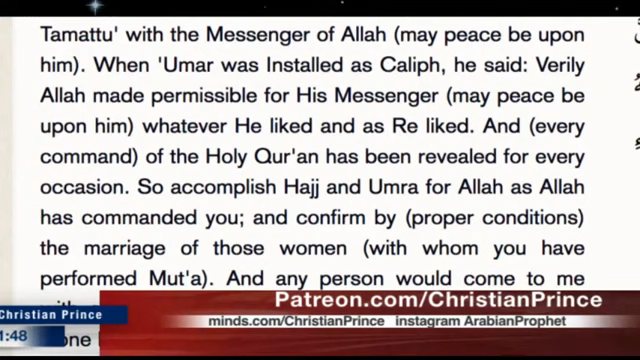 Tamattu' with the Messenger of Allah (may peace be upon
him). When 'Umar was Installed as Caliph, he said: Verily
Allah made permissible for His Messenger (may peace be
upon him) whatever He liked and as Re liked. And (every
command) of the Holy Qur'an has been revealed for every
occasion. So accomplish Hajj and Umra for Allah as Allah
has commanded you; and confirm by (proper conditions)
the marriage of those women (with whom you have
performed Mut'a). And any person would come to me
Patreon.com/ChristianPrince
Christian Prince
minds.com/ChristianPrince instagram ArabianProphet
1:48